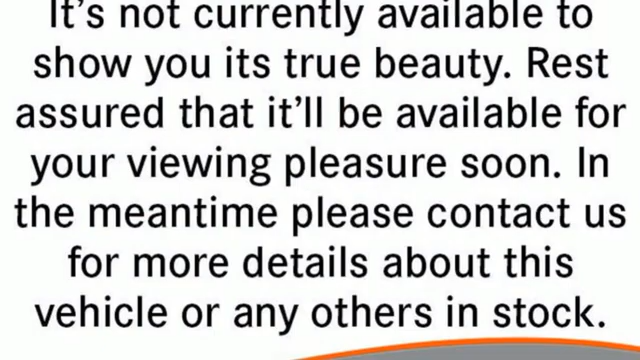 It's not currently available to
show you its true beauty. Rest
assured that it'll be available for
your viewing pleasure soon. In
the meantime please contact us
for more details about this
vehicle or any others in stock.